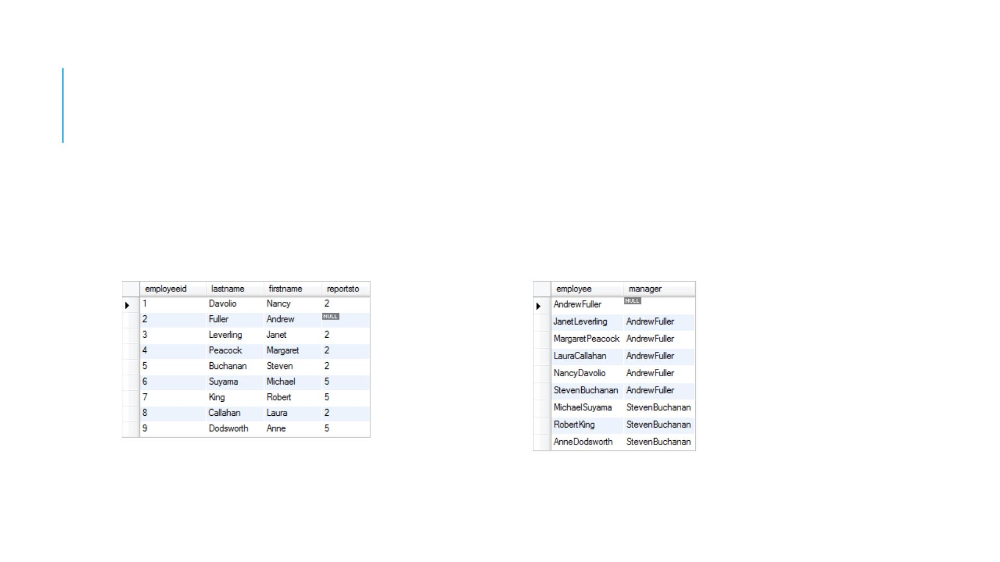 employeeid lastname firstname reportsto
1 Davolio Nancy 2
2 Fuller Andrew NULL
3 Leverling Janet 2
4 Peacock Margaret 2
5 Buchanan Steven 2
6 Suyama Michael 5
7 King Robert 5
8 Callahan Laura 2
9 Dodsworth Anne 5
employee manager
AndrewFuller NULL
JanetLeverling AndrewFuller
MargaretPeacock AndrewFuller
LauraCallahan AndrewFuller
NancyDavolio AndrewFuller
StevenBuchanan AndrewFuller
MichaelSuyama StevenBuchanan
RobertKing StevenBuchanan
AnneDodsworth StevenBuchanan